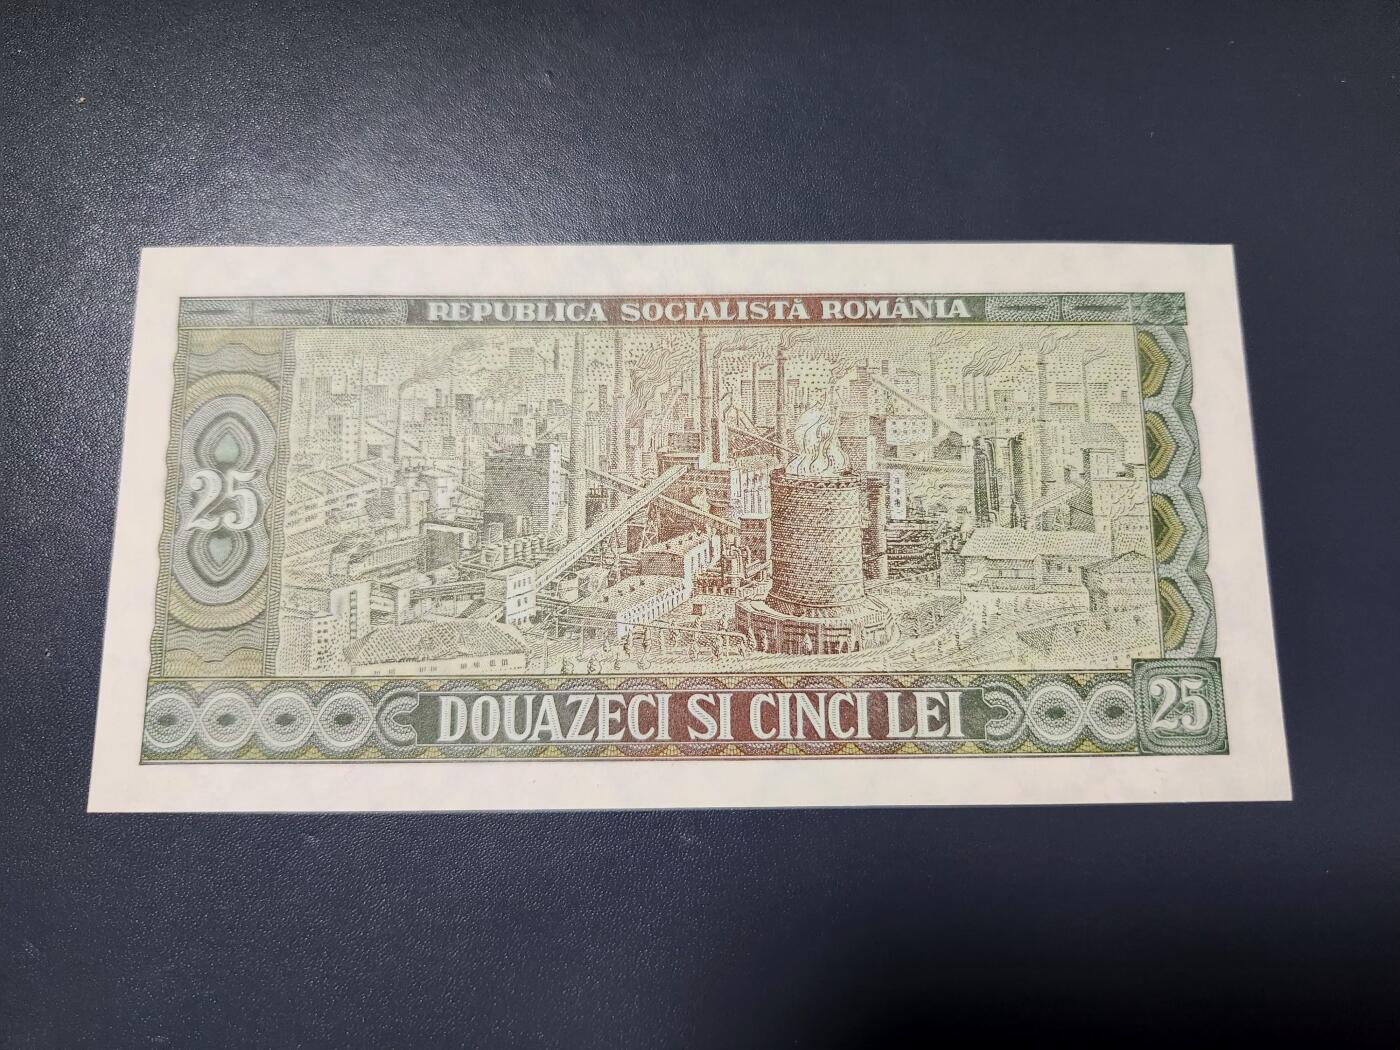 REPUBLICA SOCIALISTĂ ROMÂNIA
25
DOUAZECI SI CINCI LEI
25